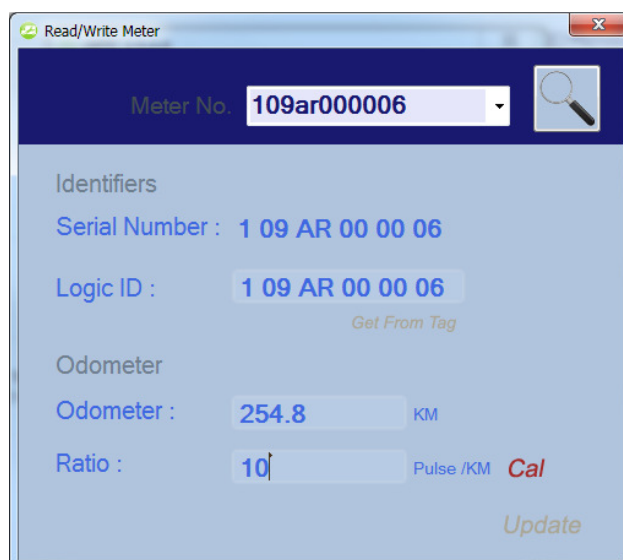 Read/Write Meter
Meter No. 109ar000006
Identifiers
Serial Number : 1 09 AR 00 00 06
Logic ID : 1 09 AR 00 00 06
Get From Tag
Odometer
Odometer : 254.8 KM
Ratio : 10 Pulse /KM Cal
Update